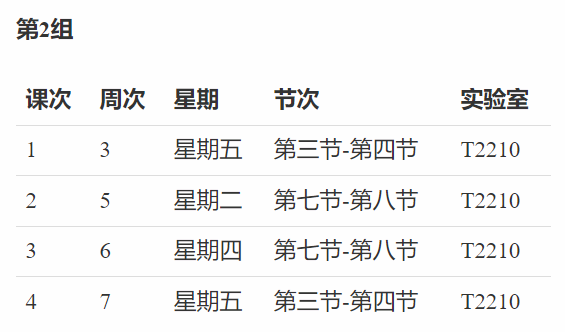 第2组
课次 周次 星期 节次 实验室
1 3 星期五 第三节-第四节 T2210
2 5 星期二 第七节-第八节 T2210
3 6 星期四 第七节-第八节 T2210
4 7 星期五 第三节-第四节 T2210